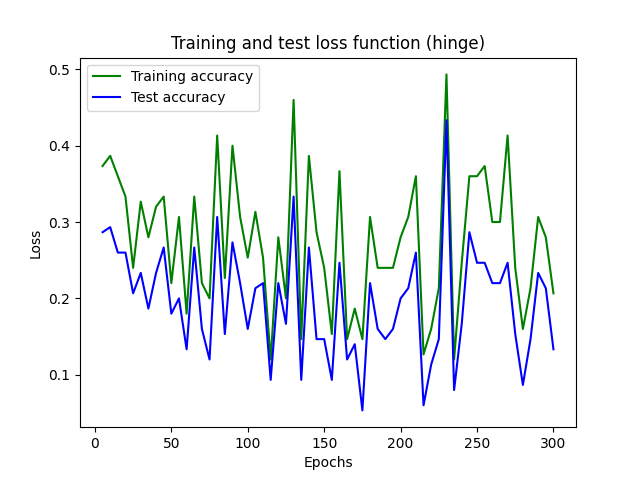 Training and test loss function (hinge)
Training accuracy
Test accuracy
Loss
0.5
0.4
0.3
0.2
0.1
0
50
100
150
200
250
300
Epochs